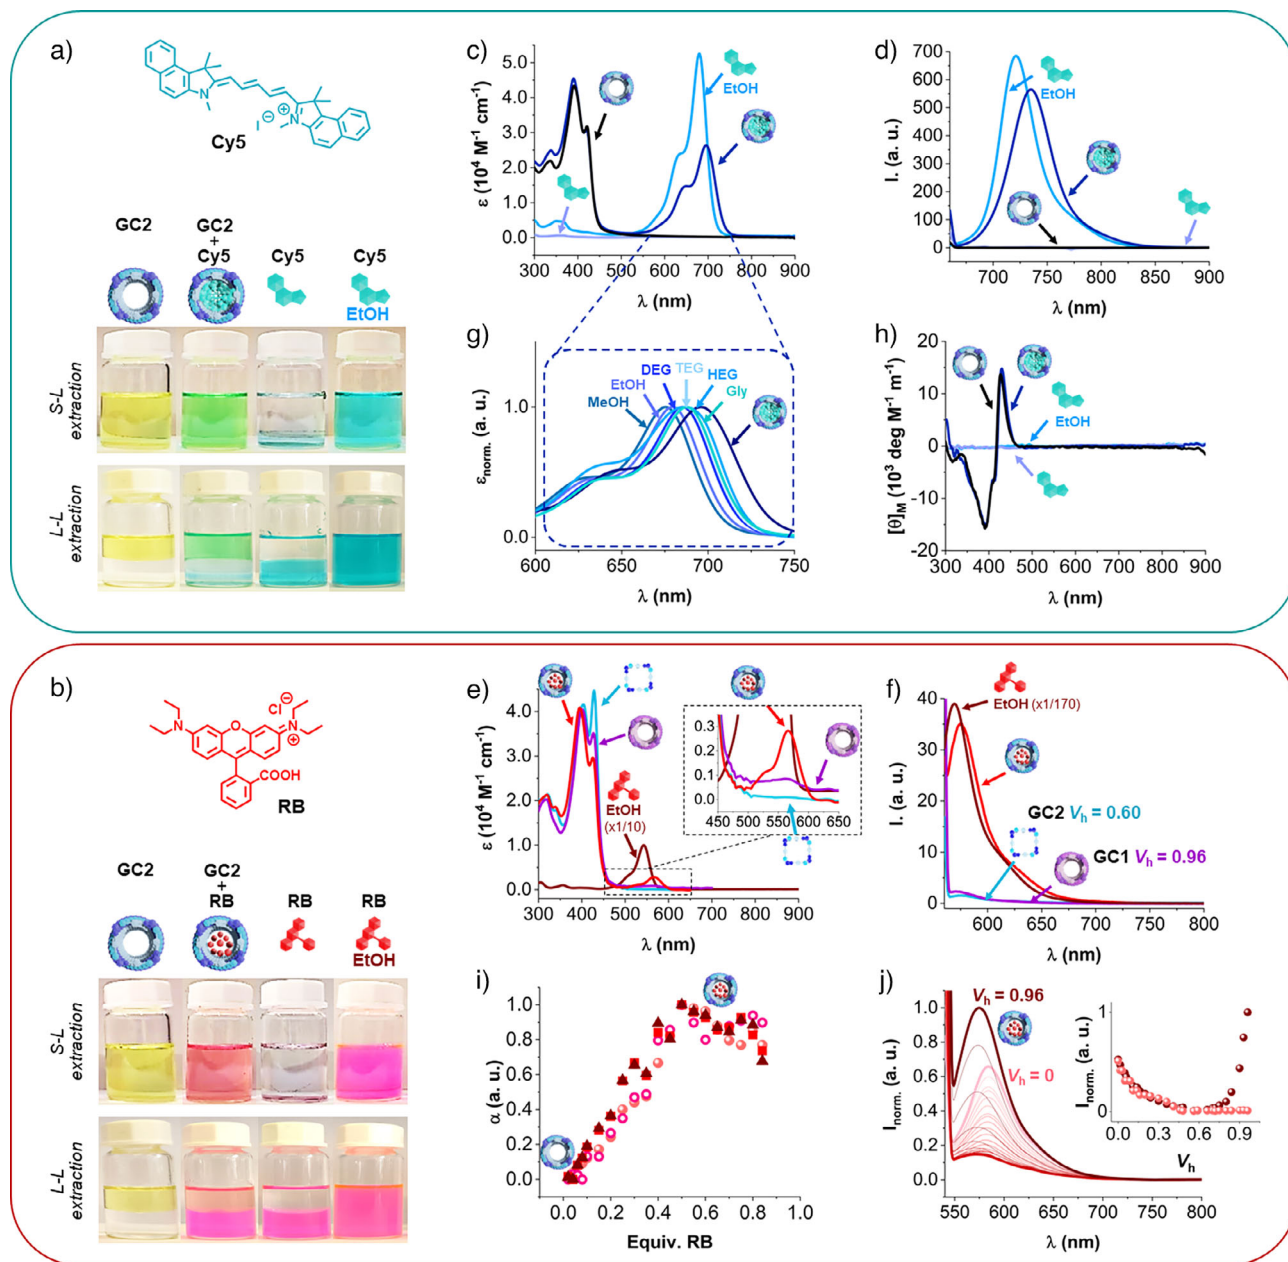 a)
N
N
+
I⊖
Cy5
GC2
GC2
+
Cy5
Cy5
Cy5
EtOH
S-L
extraction
L-L
extraction
c)
5.0
4.0
3.0
2.0
1.0
0.0
ε (10⁴ M⁻¹ cm⁻¹)
EtOH
300 400 500 600 700 800 900
λ (nm)
d)
700
600
500
400
300
200
100
0
I. (a. u.)
EtOH
700 750 800 850 900
λ (nm)
g)
1.0
0.0
εnorm. (a. u.)
DEG TEG HEG
EtOH
MeOH
Gly
600 650 700 750
λ (nm)
h)
20
10
0
-10
-20
[θ]M (10³ deg M⁻¹ m⁻¹)
EtOH
300 400 500 600 700 800 900
λ (nm)
b)
Cl⊖
N O N
⊕
COOH
RB
GC2
GC2
+
RB
RB
RB
EtOH
S-L
extraction
L-L
extraction
e)
4.0
3.0
2.0
1.0
0.0
ε (10⁴ M⁻¹ cm⁻¹)
EtOH
(x1/10)
0.3
0.2
0.1
0.0
450 500 550 600 650
300 400 500 600 700 800 900
λ (nm)
f)
40
30
20
10
0
I. (a. u.)
EtOH (x1/170)
GC2 Vh = 0.60
GC1 Vh = 0.96
600 650 700 750 800
λ (nm)
i)
1.0
0.8
0.6
0.4
0.2
0.0
α (a. u.)
0.0 0.2 0.4 0.6 0.8 1.0
Equiv. RB
j)
1.0
0.8
0.6
0.4
0.2
0.0
Inorm. (a. u.)
Vh = 0.96
Vh = 0
1
0
Inorm. (a. u.)
0.0 0.3 0.6 0.9
Vh
550 600 650 700 750 800
λ (nm)